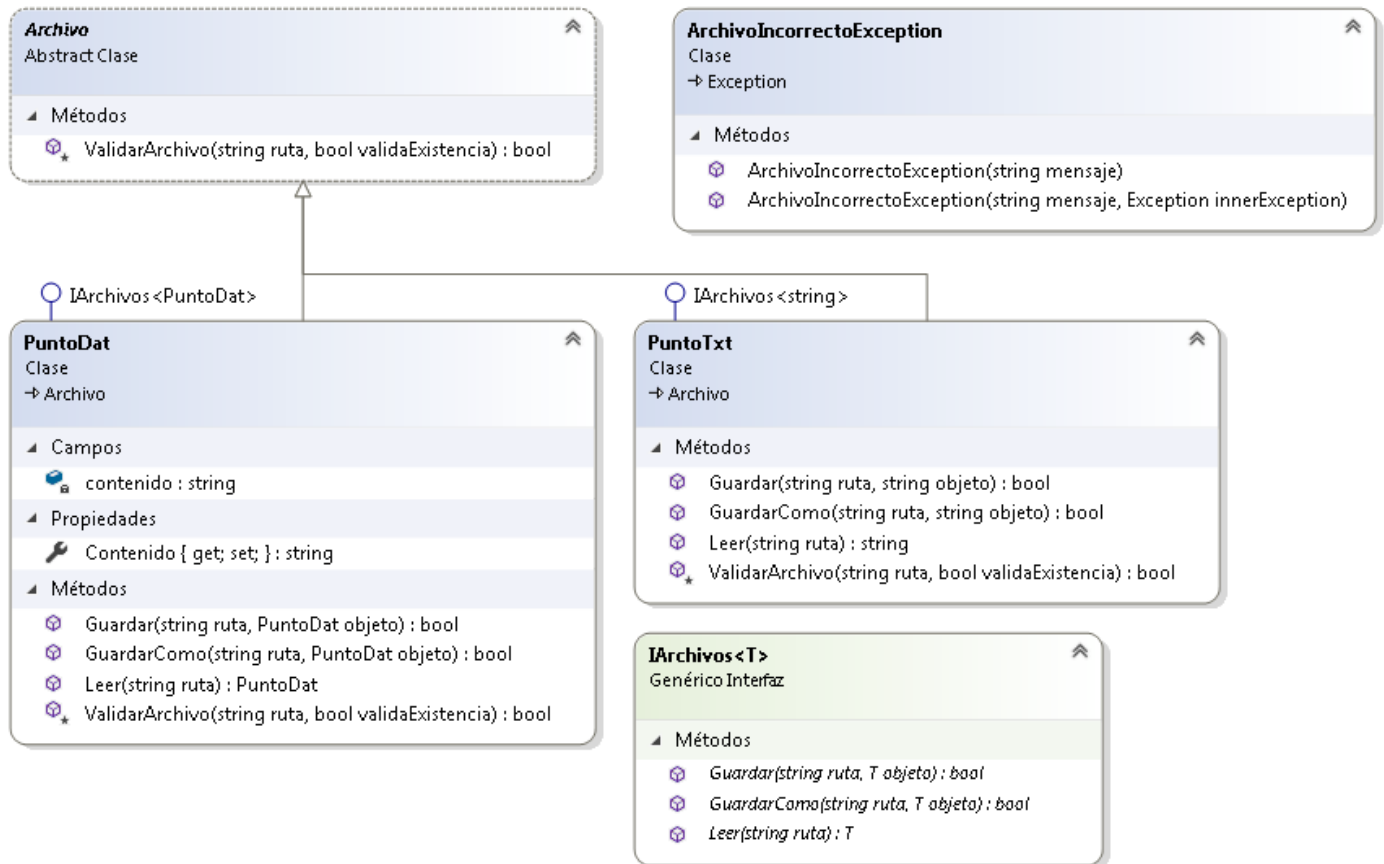 Archivo
Abstract Clase
Métodos
ValidarArchivo(string ruta, bool validaExistencia) : bool
ArchivoIncorrectoException
Clase
Exception
Métodos
ArchivoIncorrectoException(string mensaje)
ArchivoIncorrectoException(string mensaje, Exception innerException)
IArchivos<PuntoDat>
PuntoDat
Clase
Archivo
Campos
contenido : string
Propiedades
Contenido { get; set; } : string
Métodos
Guardar(string ruta, PuntoDat objeto) : bool
GuardarComo(string ruta, PuntoDat objeto) : bool
Leer(string ruta) : PuntoDat
ValidarArchivo(string ruta, bool validaExistencia) : bool
IArchivos<string>
PuntoTxt
Clase
Archivo
Métodos
Guardar(string ruta, string objeto) : bool
GuardarComo(string ruta, string objeto) : bool
Leer(string ruta) : string
ValidarArchivo(string ruta, bool validaExistencia) : bool
IArchivos<T>
Genérico Interfaz
Métodos
Guardar(string ruta, T objeto) : bool
GuardarComo(string ruta, T objeto) : bool
Leer(string ruta) : T